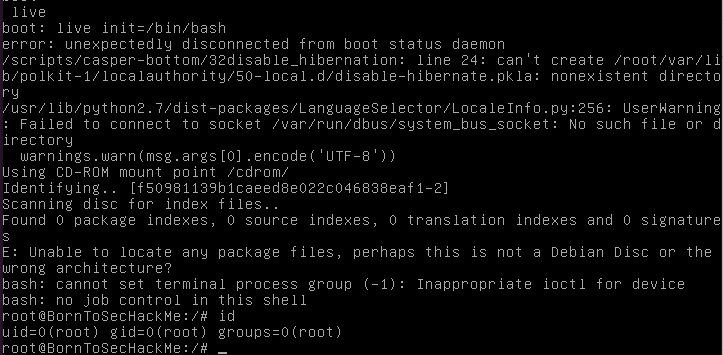 live
boot: live init=/bin/bash
error: unexpectedly disconnected from boot status daemon
/scripts/casper-bottom/32disable_hibernation: line 24: can't create /root/var/li
b/polkit-1/localauthority/50-local.d/disable-hibernate.pkla: nonexistent directo
ry
/usr/lib/python2.7/dist-packages/LanguageSelector/LocaleInfo.py:256: UserWarning
: Failed to connect to socket /var/run/dbus/system_bus_socket: No such file or d
irectory
  warnings.warn(msg.args[0].encode('UTF-8'))
Using CD-ROM mount point /cdrom/
Identifying.. [f50981139b1caeed8e022c046838eaf1-2]
Scanning disc for index files..
Found 0 package indexes, 0 source indexes, 0 translation indexes and 0 signature
s
E: Unable to locate any package files, perhaps this is not a Debian Disc or the
wrong architecture?
bash: cannot set terminal process group (-1): Inappropriate ioctl for device
bash: no job control in this shell
root@BornToSecHackMe:/# id
uid=0(root) gid=0(root) groups=0(root)
root@BornToSecHackMe:/# _